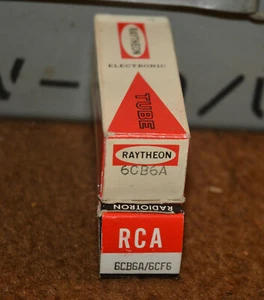 RAYTHEON
ELECTRONIC
TUBE
RAYTHEON
6CB6A
RADIOTRON
RCA
6CB6A/6CF6